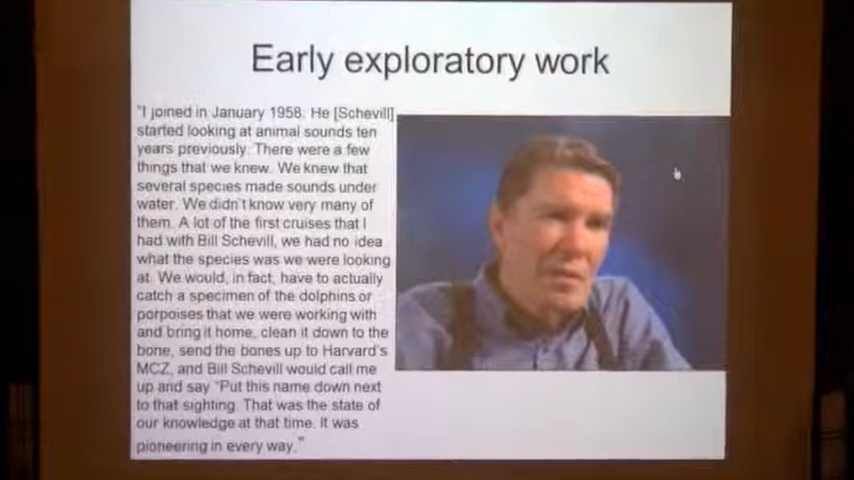 Early exploratory work
"I joined in January 1958. He [Schevill]
started looking at animal sounds ten
years previously. There were a few
things that we knew. We knew that
several species made sounds under
water. We didn't know very many of
them. A lot of the first cruises that I
had with Bill Schevill, we had no idea
what the species was we were looking
at. We would, in fact, have to actually
catch a specimen of the dolphins or
porpoises that we were working with
and bring it home, clean it down to the
bone, send the bones up to Harvard's
MCZ, and Bill Schevill would call me
up and say "Put this name down next
to that sighting. That was the state of
our knowledge at that time. It was
pioneering in every way."